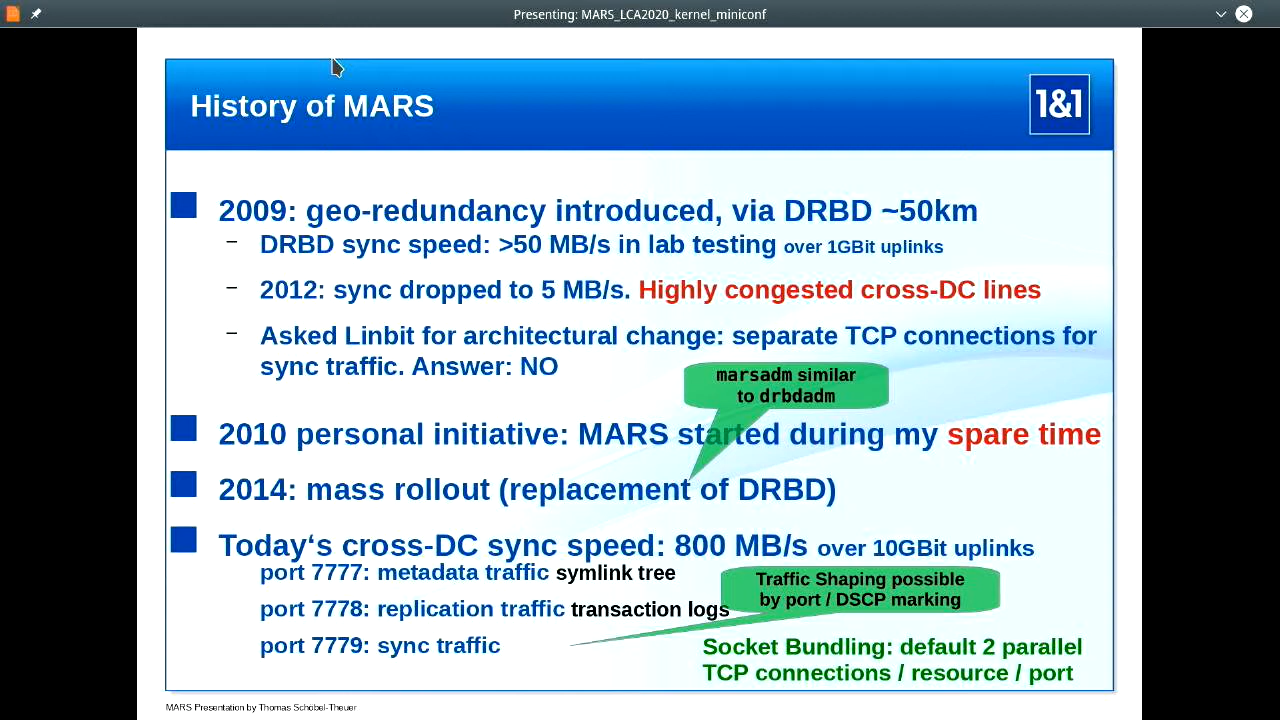 Presenting: MARS_LCA2020_kernel_miniconf
History of MARS
1&1
2009: geo-redundancy introduced, via DRBD ~50km
– DRBD sync speed: >50 MB/s in lab testing over 1GBit uplinks
– 2012: sync dropped to 5 MB/s. Highly congested cross-DC lines
– Asked Linbit for architectural change: separate TCP connections for
sync traffic. Answer: NO
marsadm similar
to drbdadm
2010 personal initiative: MARS started during my spare time
2014: mass rollout (replacement of DRBD)
Today‘s cross-DC sync speed: 800 MB/s over 10GBit uplinks
port 7777: metadata traffic symlink tree
Traffic Shaping possible
by port / DSCP marking
port 7778: replication traffic transaction logs
port 7779: sync traffic
Socket Bundling: default 2 parallel
TCP connections / resource / port
MARS Presentation by Thomas Schöbel-Theuer